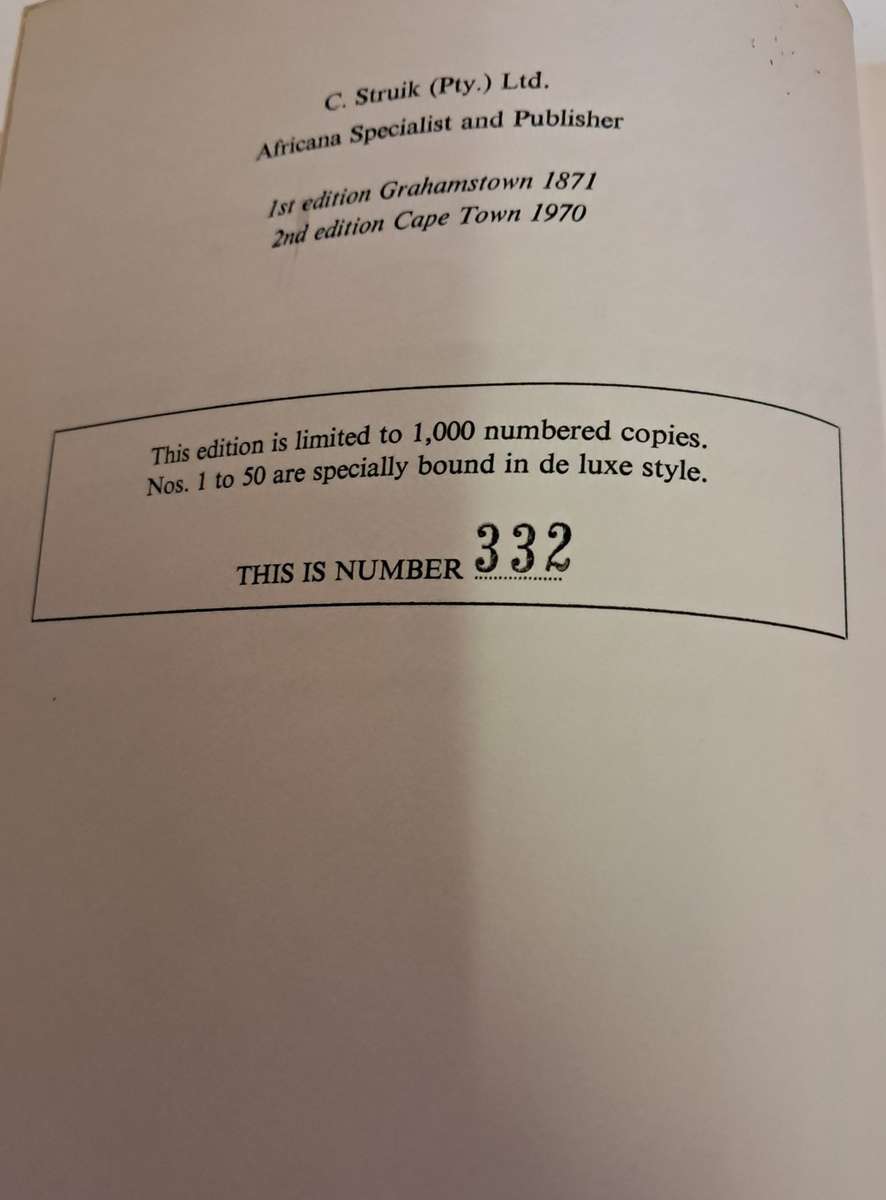 C. Struik (Pty.) Ltd.
Africana Specialist and Publisher
1st edition Grahamstown 1871
2nd edition Cape Town 1970
This edition is limited to 1,000 numbered copies.
Nos. 1 to 50 are specially bound in de luxe style.
THIS IS NUMBER 332